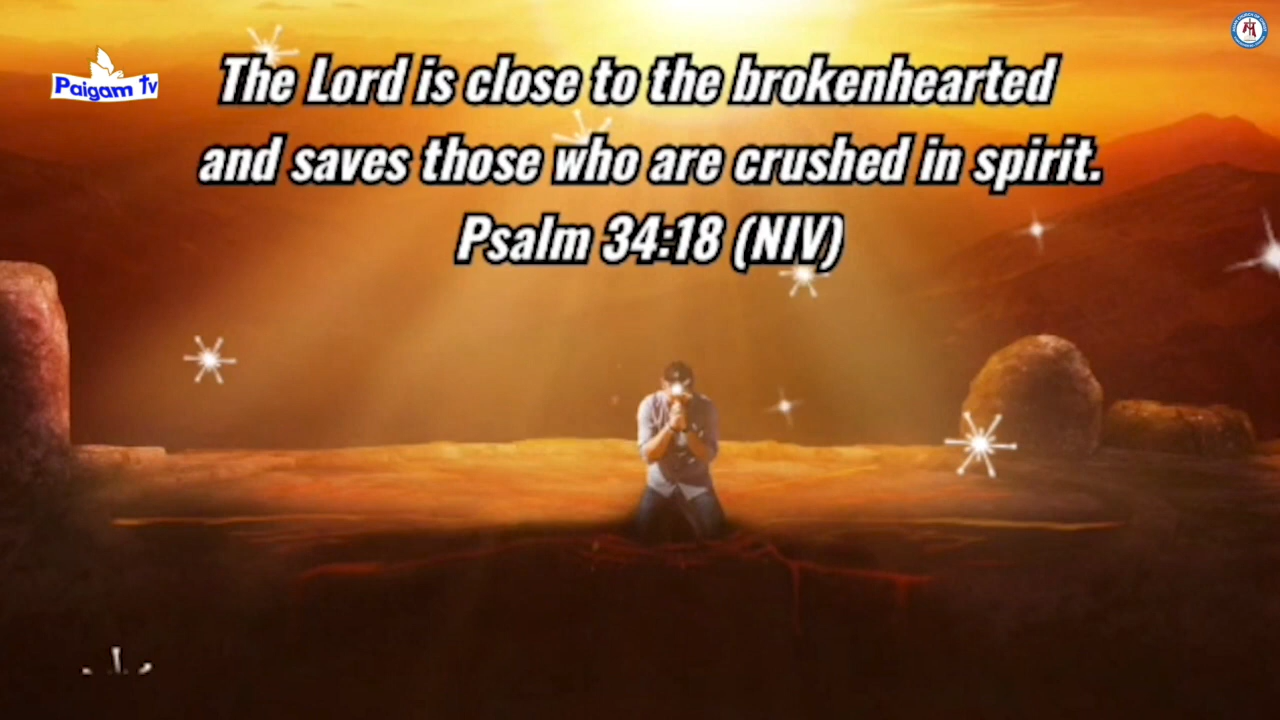 Paigam Tv
The Lord is close to the brokenhearted
and saves those who are crushed in spirit.
Psalm 34:18 (NIV)